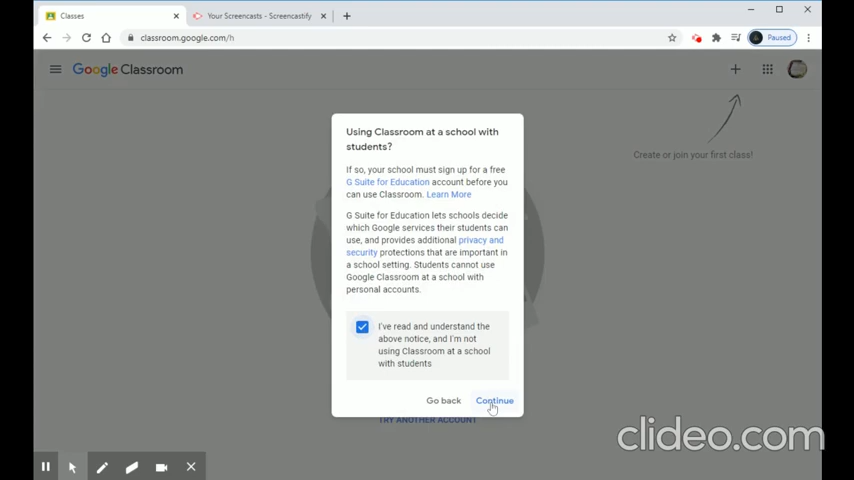 Classes
Your Screencasts - Screencastify
classroom.google.com/h
Paused
Google Classroom
Create or join your first class!
Using Classroom at a school with
students?
If so, your school must sign up for a free
G Suite for Education account before you
can use Classroom. Learn More
G Suite for Education lets schools decide
which Google services their students can
use, and provides additional privacy and
security protections that are important in
a school setting. Students cannot use
Google Classroom at a school with
personal accounts.
I've read and understand the
above notice, and I'm not
using Classroom at a school
with students
Go back Continue
TRY ANOTHER ACCOUNT
clideo.com